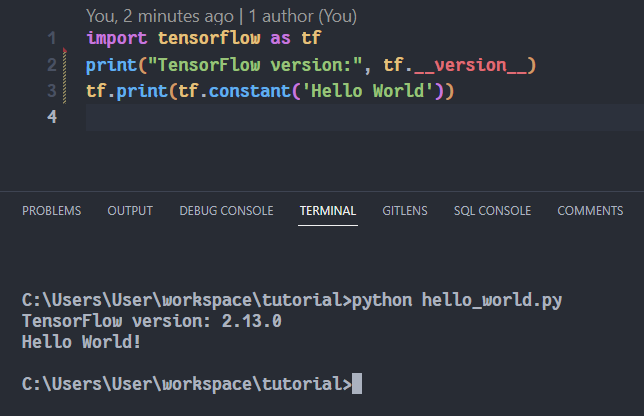 You, 2 minutes ago | 1 author (You)
1 import tensorflow as tf
2 print("TensorFlow version:", tf.__version__)
3 tf.print(tf.constant('Hello World'))
4
PROBLEMS OUTPUT DEBUG CONSOLE TERMINAL GITLENS SQL CONSOLE COMMENTS
C:\Users\User\workspace\tutorial>python hello_world.py
TensorFlow version: 2.13.0
Hello World!
C:\Users\User\workspace\tutorial>